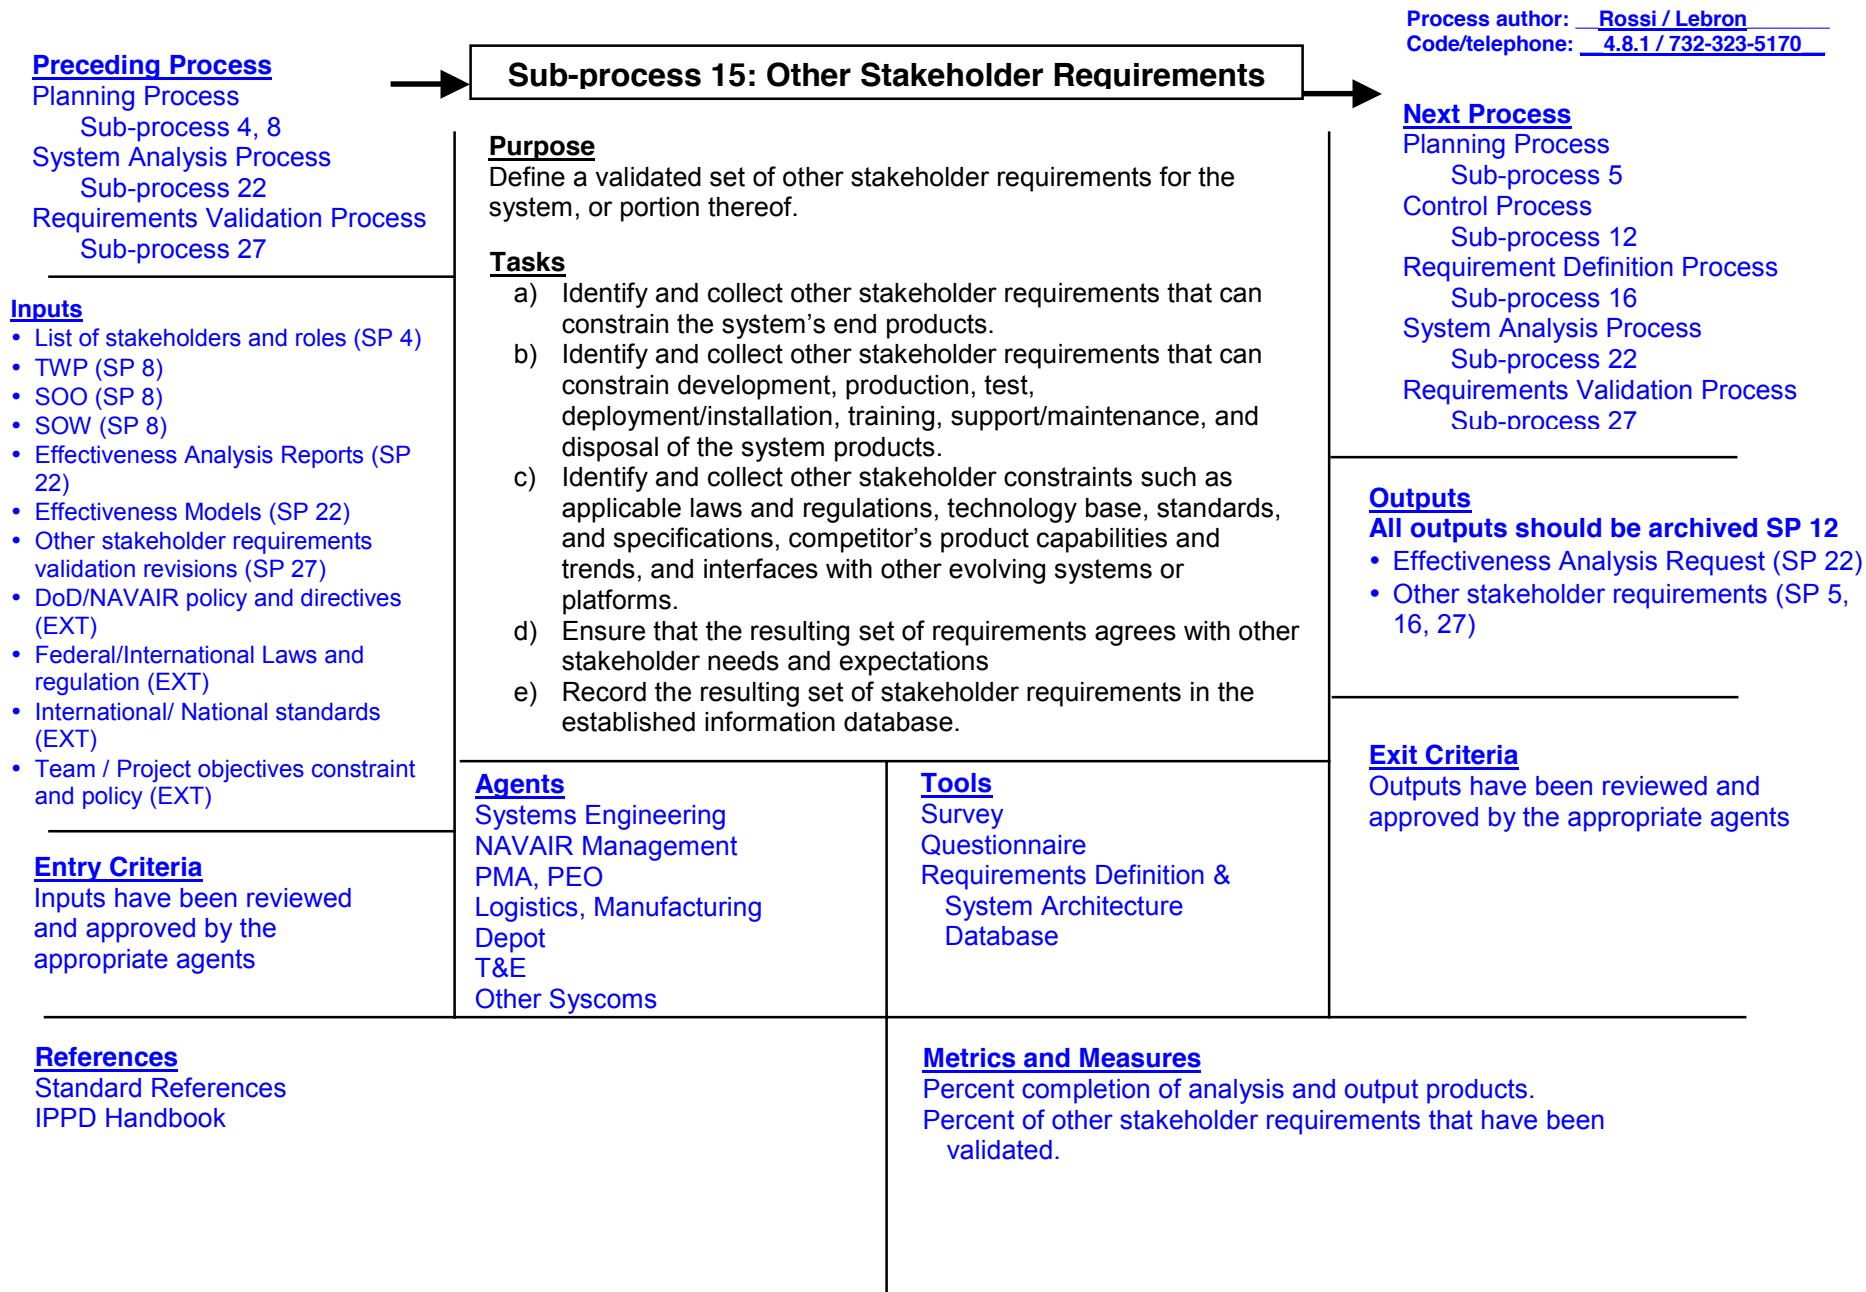 Process author: __Rossi / Lebron_______
Code/telephone: __4.8.1 / 732-323-5170__
Sub-process 15: Other Stakeholder Requirements
Preceding Process
Planning Process
Sub-process 4, 8
System Analysis Process
Sub-process 22
Requirements Validation Process
Sub-process 27
Inputs
• List of stakeholders and roles (SP 4)
• TWP (SP 8)
• SOO (SP 8)
• SOW (SP 8)
• Effectiveness Analysis Reports (SP
22)
• Effectiveness Models (SP 22)
• Other stakeholder requirements
validation revisions (SP 27)
• DoD/NAVAIR policy and directives
(EXT)
• Federal/International Laws and
regulation (EXT)
• International/ National standards
(EXT)
• Team / Project objectives constraint
and policy (EXT)
Entry Criteria
Inputs have been reviewed
and approved by the
appropriate agents
Purpose
Define a validated set of other stakeholder requirements for the
system, or portion thereof.
Tasks
a) Identify and collect other stakeholder requirements that can
constrain the system’s end products.
b) Identify and collect other stakeholder requirements that can
constrain development, production, test,
deployment/installation, training, support/maintenance, and
disposal of the system products.
c) Identify and collect other stakeholder constraints such as
applicable laws and regulations, technology base, standards,
and specifications, competitor’s product capabilities and
trends, and interfaces with other evolving systems or
platforms.
d) Ensure that the resulting set of requirements agrees with other
stakeholder needs and expectations
e) Record the resulting set of stakeholder requirements in the
established information database.
Agents
Systems Engineering
NAVAIR Management
PMA, PEO
Logistics, Manufacturing
Depot
T&E
Other Syscoms
Tools
Survey
Questionnaire
Requirements Definition &
System Architecture
Database
Next Process
Planning Process
Sub-process 5
Control Process
Sub-process 12
Requirement Definition Process
Sub-process 16
System Analysis Process
Sub-process 22
Requirements Validation Process
Sub-process 27
Outputs
All outputs should be archived SP 12
• Effectiveness Analysis Request (SP 22)
• Other stakeholder requirements (SP 5,
16, 27)
Exit Criteria
Outputs have been reviewed and
approved by the appropriate agents
References
Standard References
IPPD Handbook
Metrics and Measures
Percent completion of analysis and output products.
Percent of other stakeholder requirements that have been
validated.